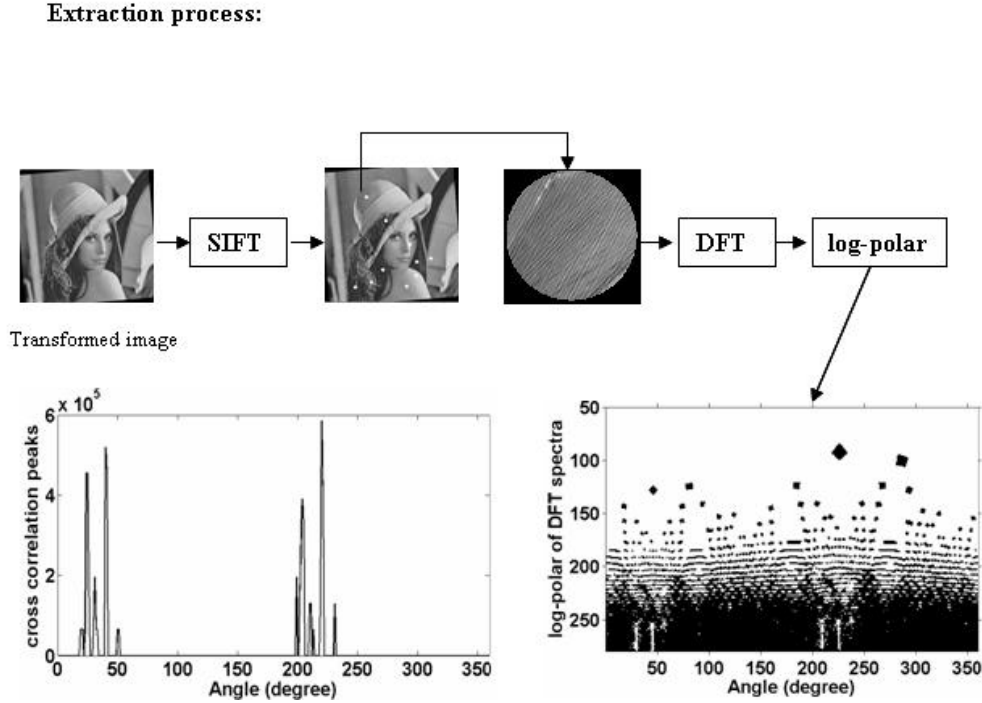 Extraction process:
SIFT
DFT
log-polar
Transformed image
6 x 10^5
4
2
0
0 50 100 150 200 250 300 350
cross correlation peaks
Angle (degree)
50
100
150
200
250
50 100 150 200 250 300 350
log-polar of DFT spectra
Angle (degree)